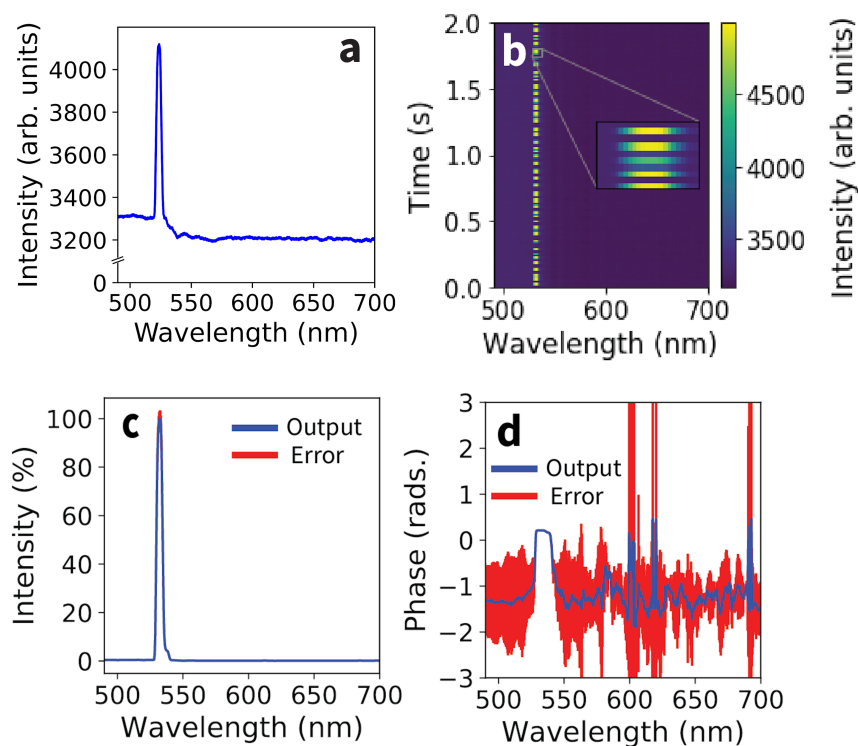 a
Intensity (arb. units)
4000
3800
3600
3400
3200
0
500 550 600 650 700
Wavelength (nm)
b
Time (s)
2.0
1.5
1.0
0.5
0.0
500 600 700
Wavelength (nm)
4500
4000
3500
Intensity (arb. units)
c
Intensity (%)
100
80
60
40
20
0
Output
Error
500 550 600 650 700
Wavelength (nm)
d
Phase (rads.)
3
2
1
0
−1
−2
−3
Output
Error
500 550 600 650 700
Wavelength (nm)